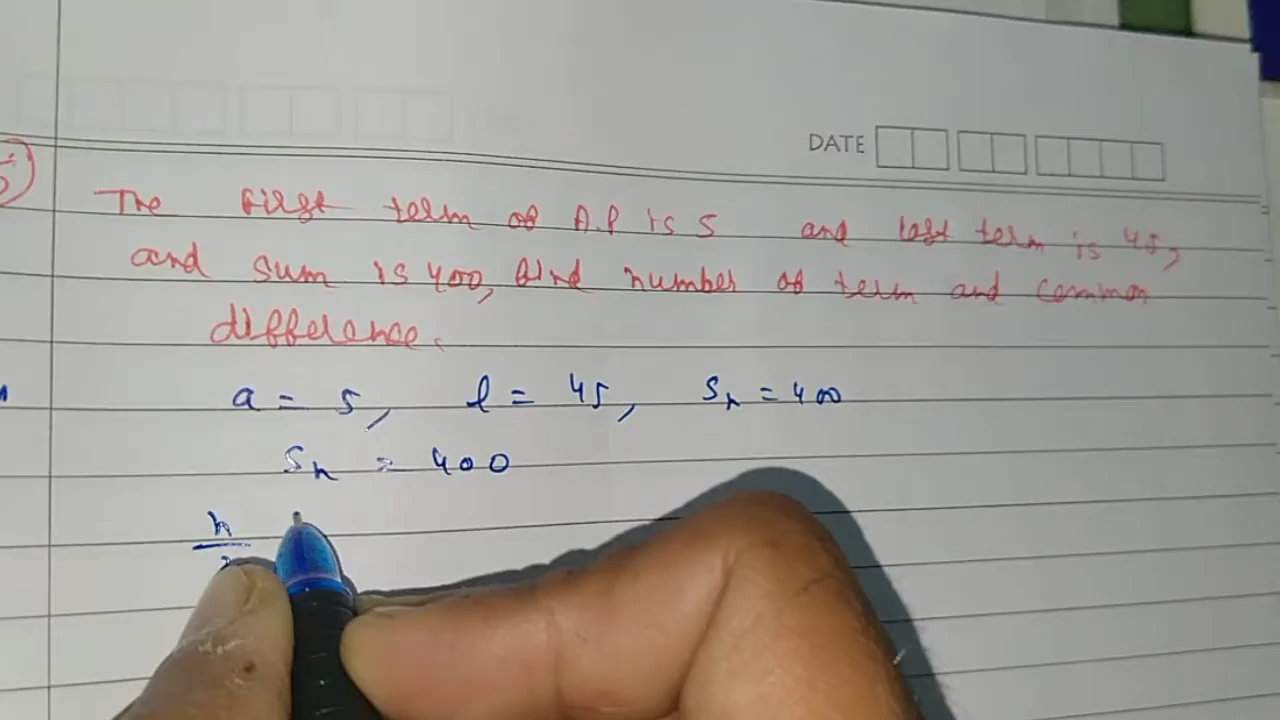 DATE
The first term of A.P is 5 and last term is 45,
and sum is 400, find number of term and common
difference.
a = 5, l = 45, Sn = 400
Sn = 400
n